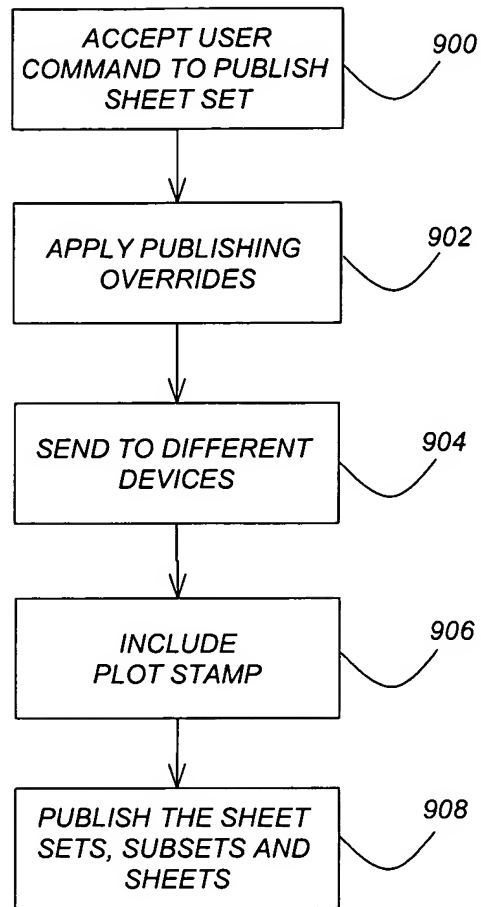 ACCEPT USER
COMMAND TO PUBLISH
SHEET SET
900
APPLY PUBLISHING
OVERRIDES
902
SEND TO DIFFERENT
DEVICES
904
INCLUDE
PLOT STAMP
906
PUBLISH THE SHEET
SETS, SUBSETS AND
SHEETS
908